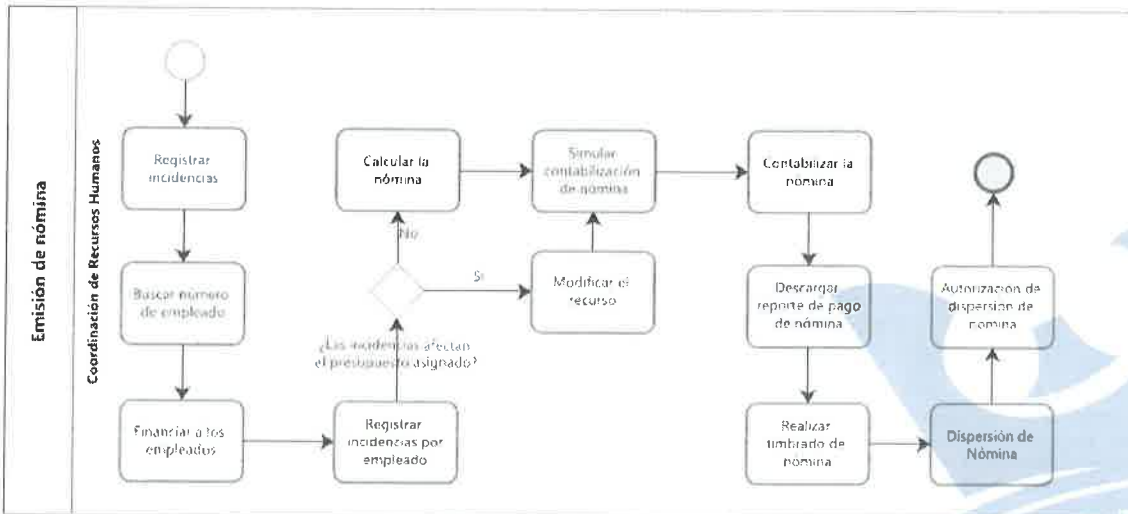 Emisión de nómina
Coordinación de Recursos Humanos
Registrar
incidencias
Buscar número
de empleado
Financiar a los
empleados
Registrar
incidencias por
empleado
¿Las incidencias afectan
el presupuesto asignado?
No
Si
Calcular la
nómina
Modificar el
recurso
Simular
contabilización
de nómina
Contabilizar la
nómina
Descargar
reporte de pago
de nómina
Realizar
timbrado de
nómina
Dispersión de
Nómina
Autorización de
dispersión de
nomina